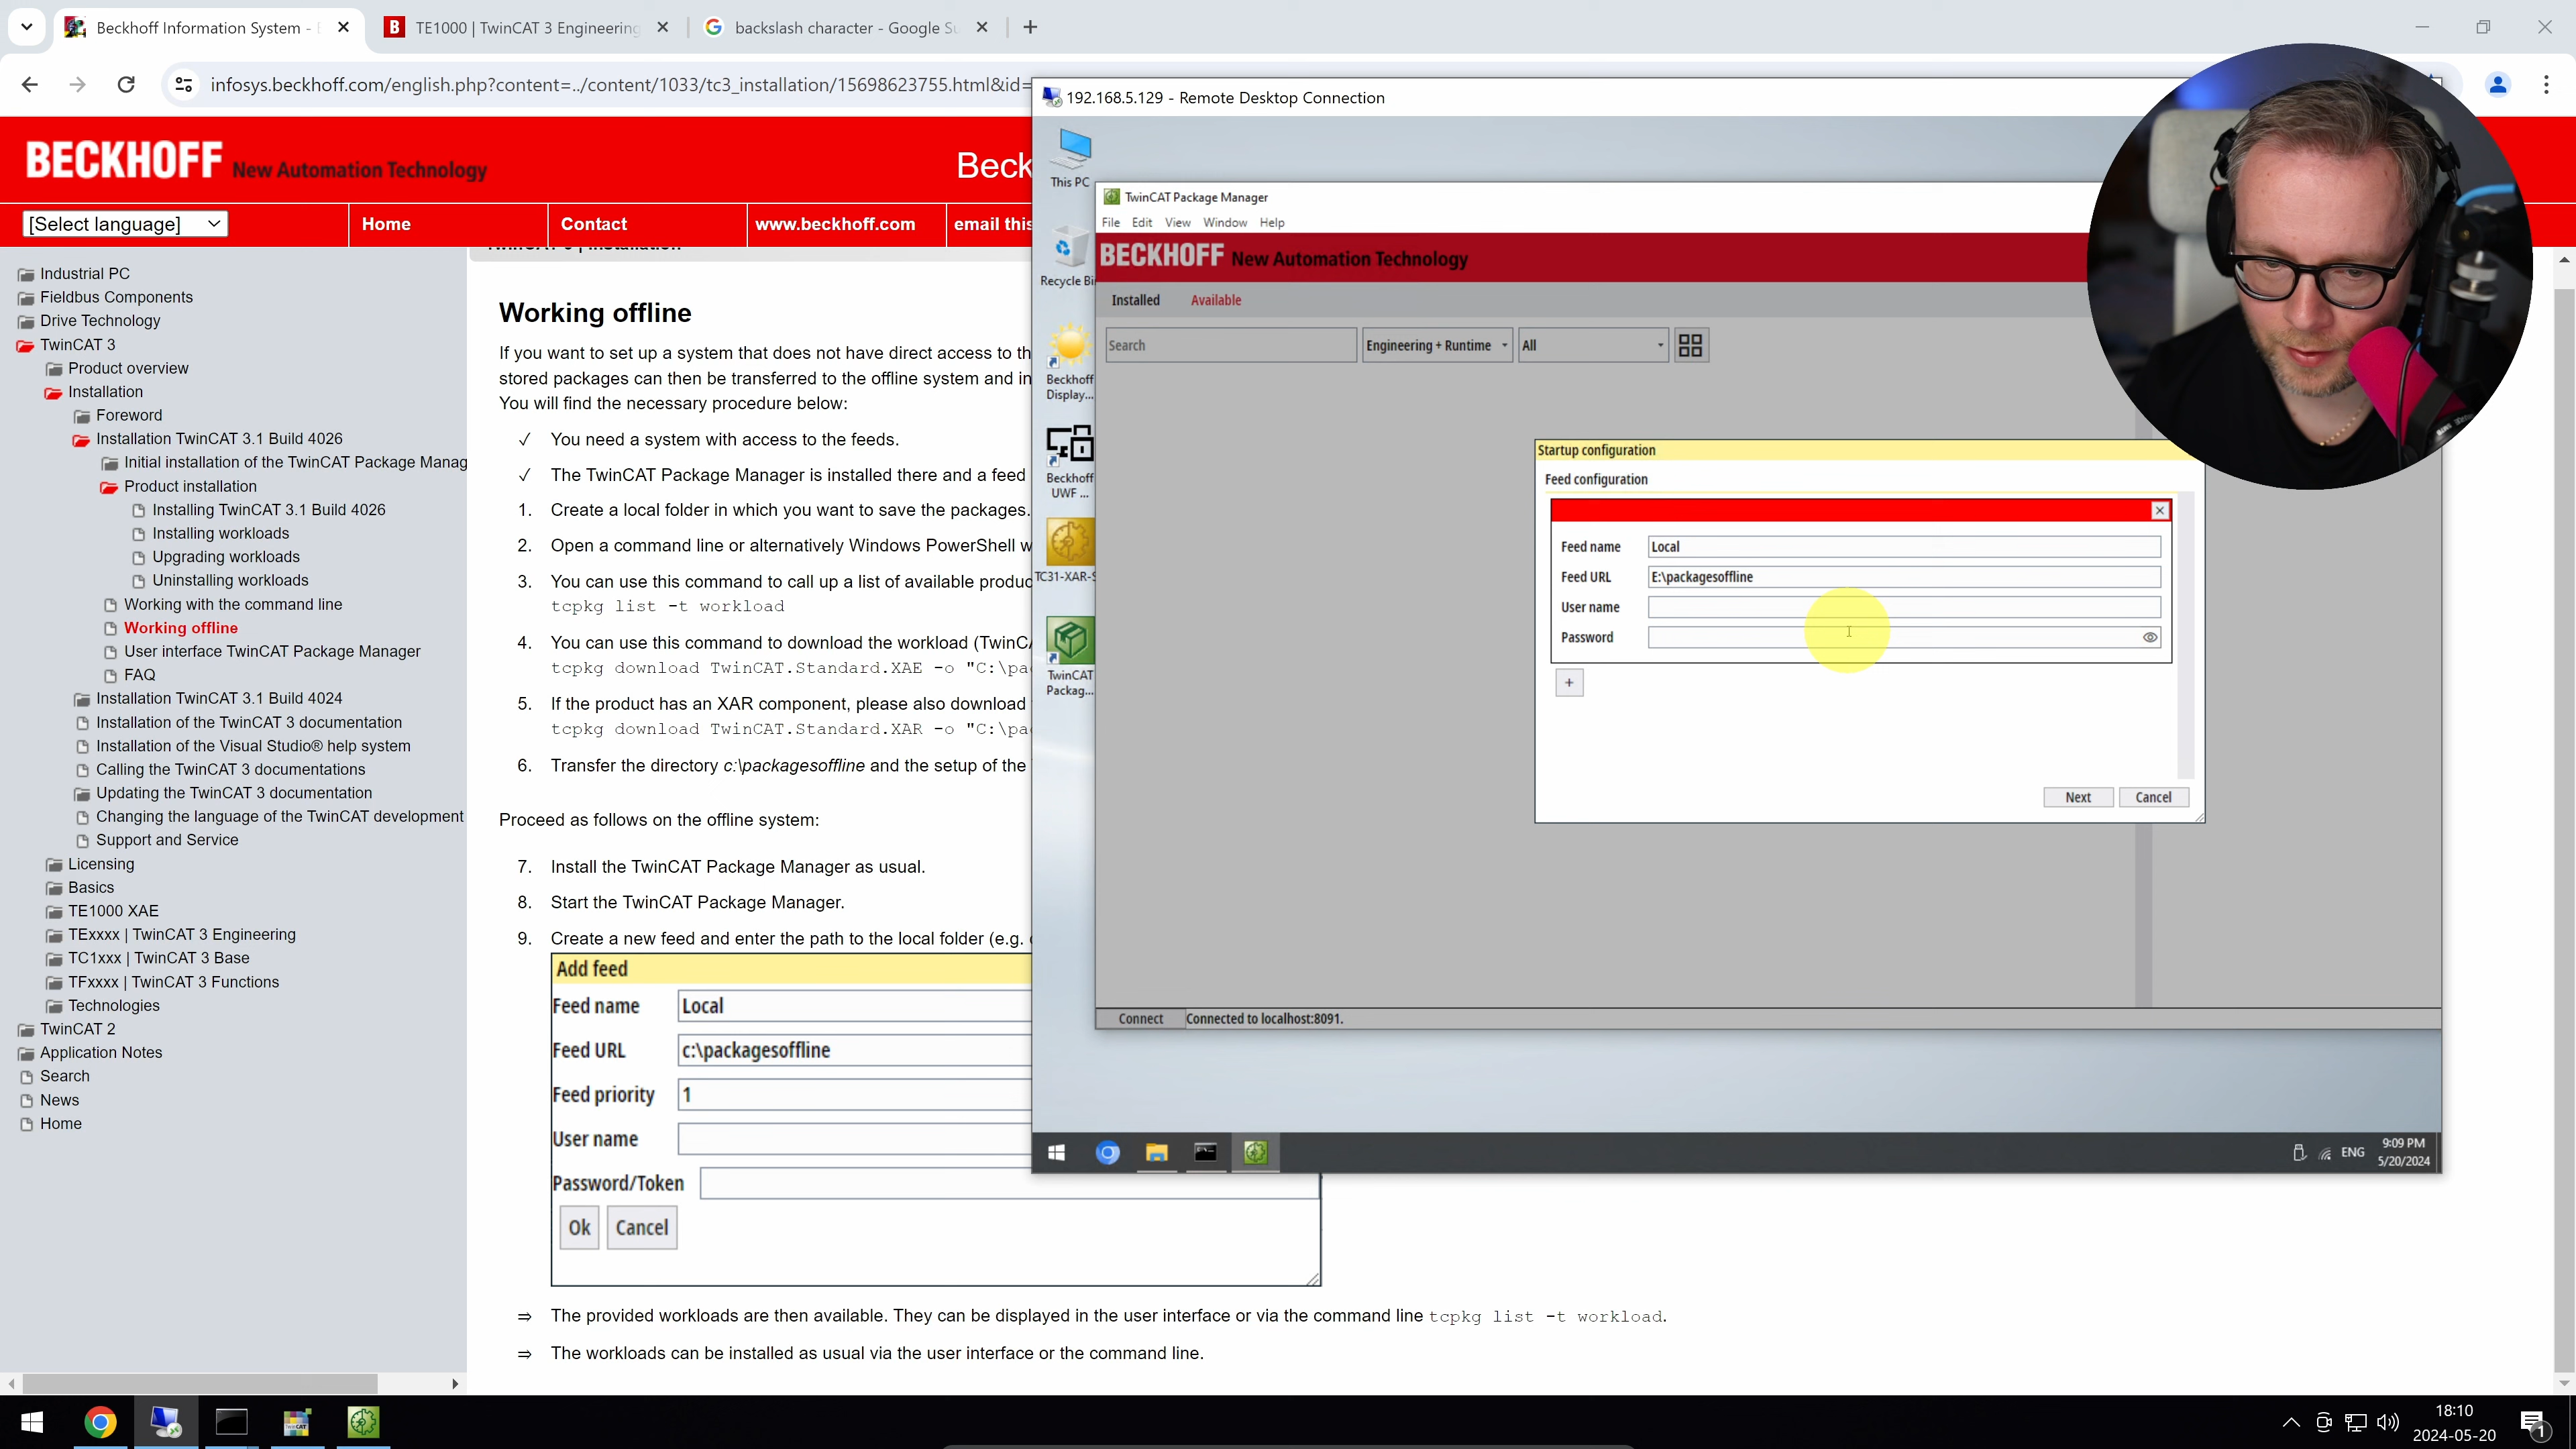 Beckhoff Information System -
TE1000 | TwinCAT 3 Engineering
backslash character - Google Su
infosys.beckhoff.com/english.php?content=../content/1033/tc3_installation/15698623755.html&id=
BECKHOFF New Automation Technology
Beck
[Select language]
Home
Contact
www.beckhoff.com
email this
Industrial PC
Fieldbus Components
Drive Technology
TwinCAT 3
Product overview
Installation
Foreword
Installation TwinCAT 3.1 Build 4026
Initial installation of the TwinCAT Package Manag
Product installation
Installing TwinCAT 3.1 Build 4026
Installing workloads
Upgrading workloads
Uninstalling workloads
Working with the command line
Working offline
User interface TwinCAT Package Manager
FAQ
Installation TwinCAT 3.1 Build 4024
Installation of the TwinCAT 3 documentation
Installation of the Visual Studio® help system
Calling the TwinCAT 3 documentations
Updating the TwinCAT 3 documentation
Changing the language of the TwinCAT development
Support and Service
Licensing
Basics
TE1000 XAE
TExxxx | TwinCAT 3 Engineering
TC1xxx | TwinCAT 3 Base
TFxxxx | TwinCAT 3 Functions
Technologies
TwinCAT 2
Application Notes
Search
News
Home
Working offline
If you want to set up a system that does not have direct access to th
stored packages can then be transferred to the offline system and in
You will find the necessary procedure below:
✓ You need a system with access to the feeds.
✓ The TwinCAT Package Manager is installed there and a feed
1. Create a local folder in which you want to save the packages.
2. Open a command line or alternatively Windows PowerShell w
3. You can use this command to call up a list of available produc
tcpkg list -t workload
4. You can use this command to download the workload (TwinCA
tcpkg download TwinCAT.Standard.XAE -o "C:\pac
5. If the product has an XAR component, please also download
tcpkg download TwinCAT.Standard.XAR -o "C:\pac
6. Transfer the directory c:\packagesoffline and the setup of the
Proceed as follows on the offline system:
7. Install the TwinCAT Package Manager as usual.
8. Start the TwinCAT Package Manager.
9. Create a new feed and enter the path to the local folder (e.g. c
Add feed
Feed name Local
Feed URL c:\packagesoffline
Feed priority 1
User name
Password/Token
Ok Cancel
⇒ The provided workloads are then available. They can be displayed in the user interface or via the command line tcpkg list -t workload.
⇒ The workloads can be installed as usual via the user interface or the command line.
192.168.5.129 - Remote Desktop Connection
This PC
Recycle Bi
Beckhoff
Display...
Beckhoff
UWF ...
TC31-XAR-S
TwinCAT
Packag...
TwinCAT Package Manager
File Edit View Window Help
BECKHOFF New Automation Technology
Installed Available
Search
Engineering + Runtime
All
Startup configuration
Feed configuration
Feed name Local
Feed URL E:\packagesoffline
User name
Password
+
Next Cancel
Connect Connected to localhost:8091.
ENG
9:09 PM
5/20/2024
18:10
2024-05-20
1